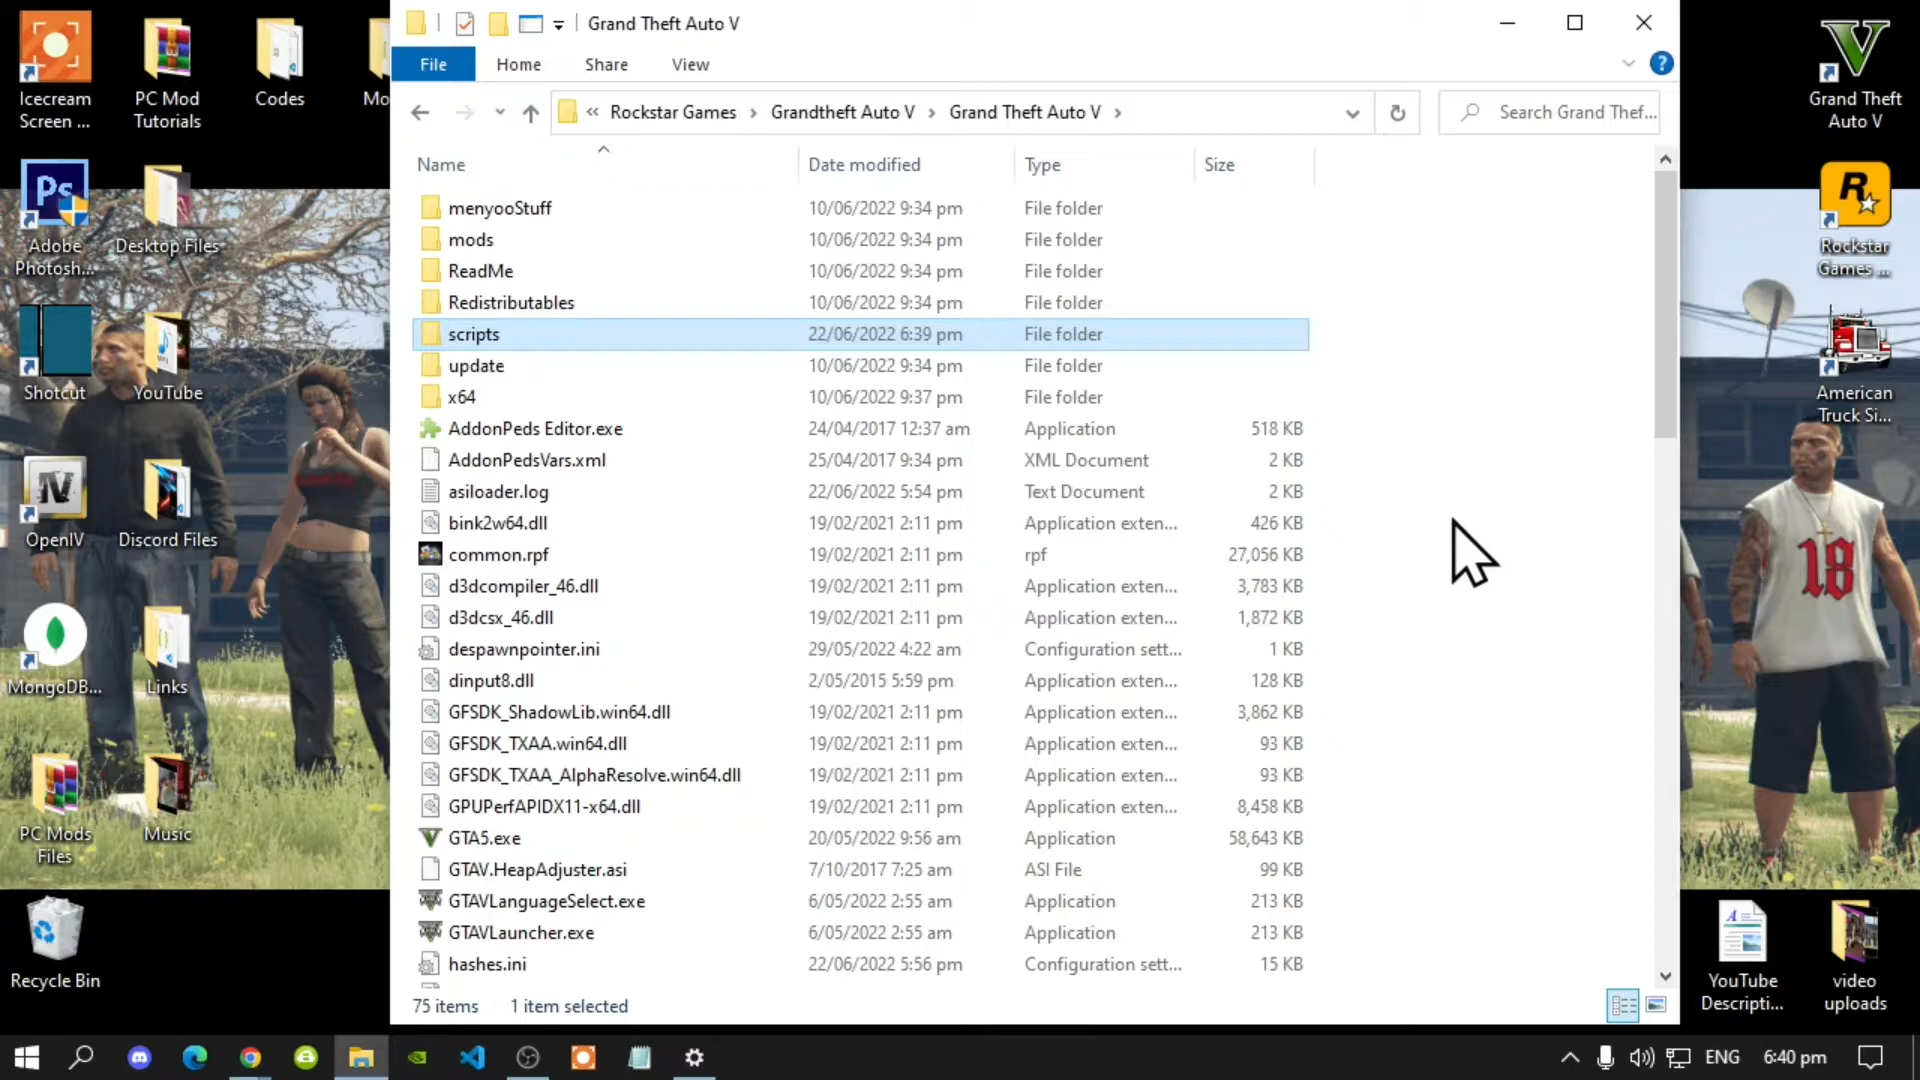 Grand Theft Auto V
File
Home
Share
View
?
« Rockstar Games › Grandtheft Auto V › Grand Theft Auto V ›
Search Grand Thef...
Name
Date modified
Type
Size
menyooStuff 10/06/2022 9:34 pm File folder
mods 10/06/2022 9:34 pm File folder
ReadMe 10/06/2022 9:34 pm File folder
Redistributables 10/06/2022 9:34 pm File folder
scripts 22/06/2022 6:39 pm File folder
update 10/06/2022 9:34 pm File folder
x64 10/06/2022 9:37 pm File folder
AddonPeds Editor.exe 24/04/2017 12:37 am Application 518 KB
AddonPedsVars.xml 25/04/2017 9:34 pm XML Document 2 KB
asiloader.log 22/06/2022 5:54 pm Text Document 2 KB
bink2w64.dll 19/02/2021 2:11 pm Application exten... 426 KB
common.rpf 19/02/2021 2:11 pm rpf 27,056 KB
d3dcompiler_46.dll 19/02/2021 2:11 pm Application exten... 3,783 KB
d3dcsx_46.dll 19/02/2021 2:11 pm Application exten... 1,872 KB
despawnpointer.ini 29/05/2022 4:22 am Configuration sett... 1 KB
dinput8.dll 2/05/2015 5:59 pm Application exten... 128 KB
GFSDK_ShadowLib.win64.dll 19/02/2021 2:11 pm Application exten... 3,862 KB
GFSDK_TXAA.win64.dll 19/02/2021 2:11 pm Application exten... 93 KB
GFSDK_TXAA_AlphaResolve.win64.dll 19/02/2021 2:11 pm Application exten... 93 KB
GPUPerfAPIDX11-x64.dll 19/02/2021 2:11 pm Application exten... 8,458 KB
GTA5.exe 20/05/2022 9:56 am Application 58,643 KB
GTAV.HeapAdjuster.asi 7/10/2017 7:25 am ASI File 99 KB
GTAVLanguageSelect.exe 6/05/2022 2:55 am Application 213 KB
GTAVLauncher.exe 6/05/2022 2:55 am Application 213 KB
hashes.ini 22/06/2022 5:56 pm Configuration sett... 15 KB
75 items
1 item selected
Icecream
Screen ...
PC Mod
Tutorials
Codes
Mo
Ps
Adobe
Photosh...
Desktop Files
Shotcut
YouTube
IV
OpenIV
Discord Files
MongoDB...
Links
PC Mods
Files
Music
Recycle Bin
V
Grand Theft
Auto V
R
Rockstar
Games ...
American
Truck Si...
18
YouTube
Descripti...
video
uploads
ENG
6:40 pm